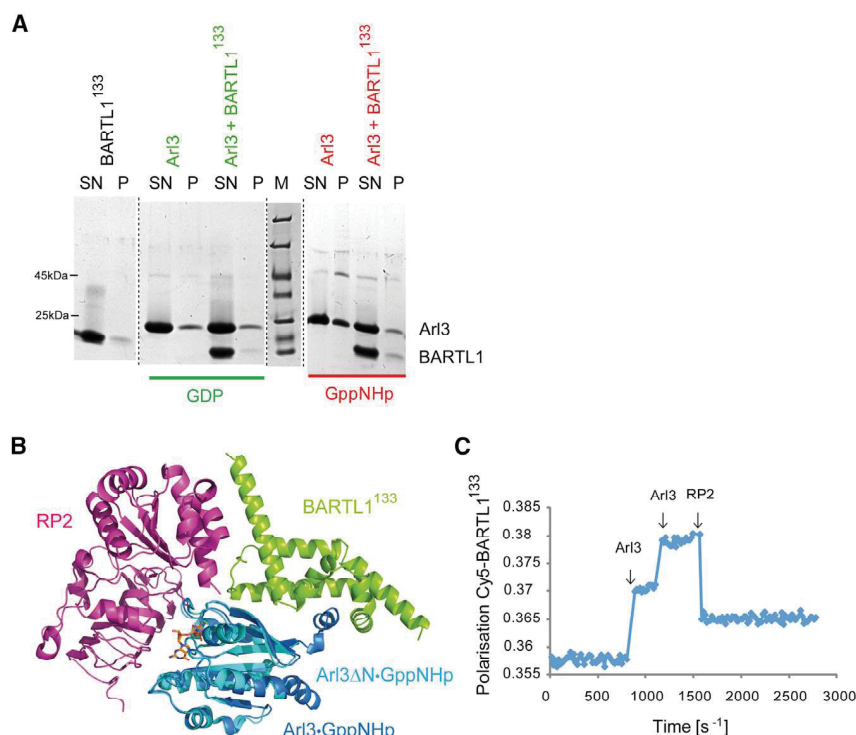 A
BARTL1133
Arl3
Arl3 + BARTL1133
Arl3
Arl3 + BARTL1133
SN P SN P SN P M SN P SN P
45kDa
25kDa
Arl3
BARTL1
GDP
GppNHp
B
RP2
BARTL1133
Arl3ΔN•GppNHp
Arl3•GppNHp
C
Polarisation Cy5-BARTL1133
0.385
0.38
0.375
0.37
0.365
0.36
0.355
Arl3
Arl3 RP2
0 500 1000 1500 2000 2500 3000
Time [s-1]